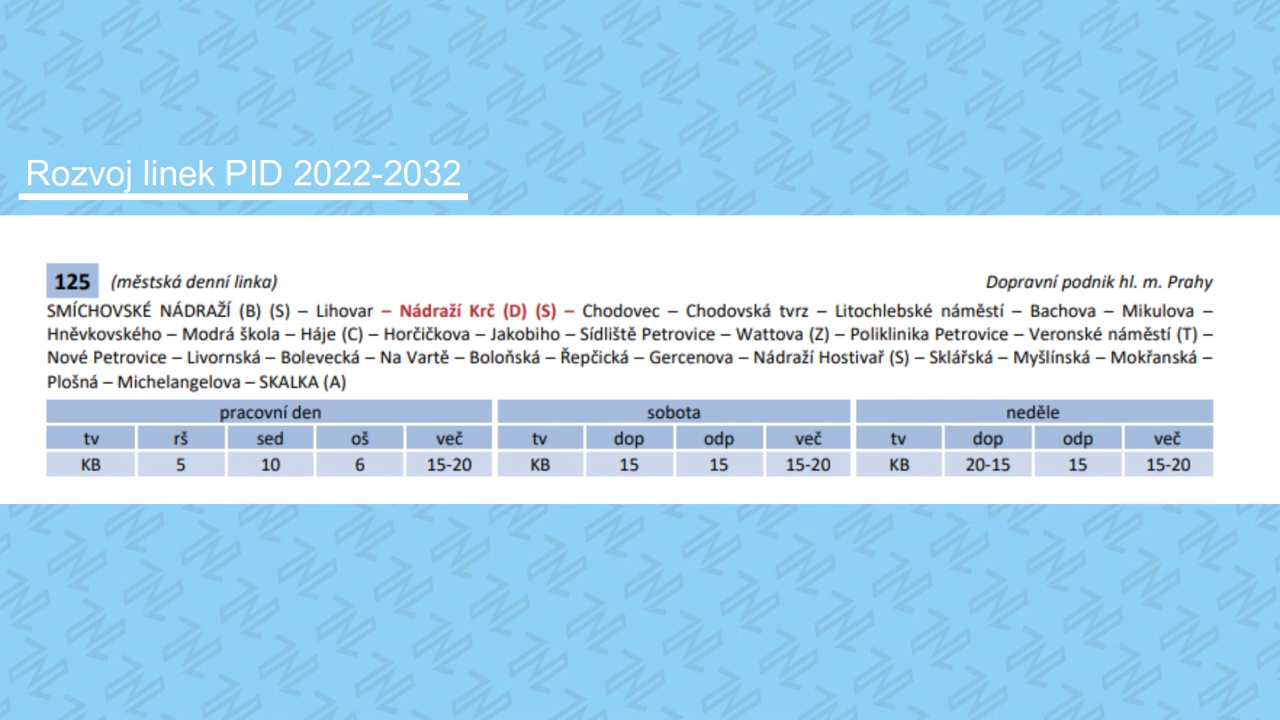 Rozvoj linek PID 2022-2032
125 (městská denní linka) Dopravní podnik hl. m. Prahy
SMÍCHOVSKÉ NÁDRAŽÍ (B) (S) – Lihovar – Nádraží Krč (D) (S) – Chodovec – Chodovská tvrz – Litochlebské náměstí – Bachova – Mikulova –
Hněvkovského – Modrá škola – Háje (C) – Horčičkova – Jakobiho – Sídliště Petrovice – Wattova (Z) – Poliklinika Petrovice – Veronské náměstí (T) –
Nové Petrovice – Livornská – Bolevecká – Na Vartě – Boloňská – Řepčická – Gercenova – Nádraží Hostivař (S) – Sklářská – Myšlínská – Mokřanská –
Plošná – Michelangelova – SKALKA (A)
pracovní den sobota neděle
tv rš sed oš več tv dop odp več tv dop odp več
KB 5 10 6 15-20 KB 15 15 15-20 KB 20-15 15 15-20